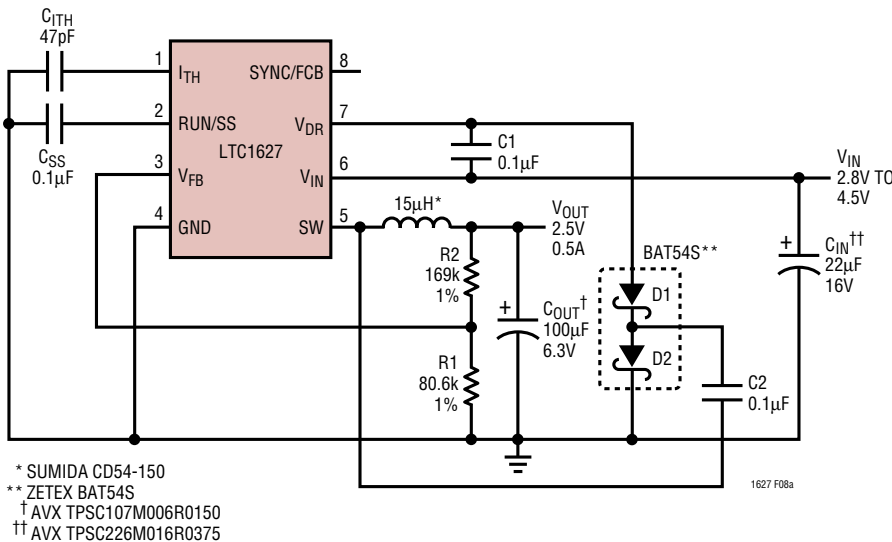 CITH
47pF
1
ITH
SYNC/FCB
8
2
RUN/SS
VDR
7
CSS
0.1µF
LTC1627
C1
0.1µF
3
VFB
VIN
6
VIN
2.8V TO
4.5V
4
GND
SW
5
15µH*
VOUT
2.5V
0.5A
R2
169k
1%
BAT54S**
+
CIN††
22µF
16V
D1
+
COUT†
100µF
6.3V
D2
R1
80.6k
1%
C2
0.1µF
1627 F08a
* SUMIDA CD54-150
** ZETEX BAT54S
† AVX TPSC107M006R0150
†† AVX TPSC226M016R0375